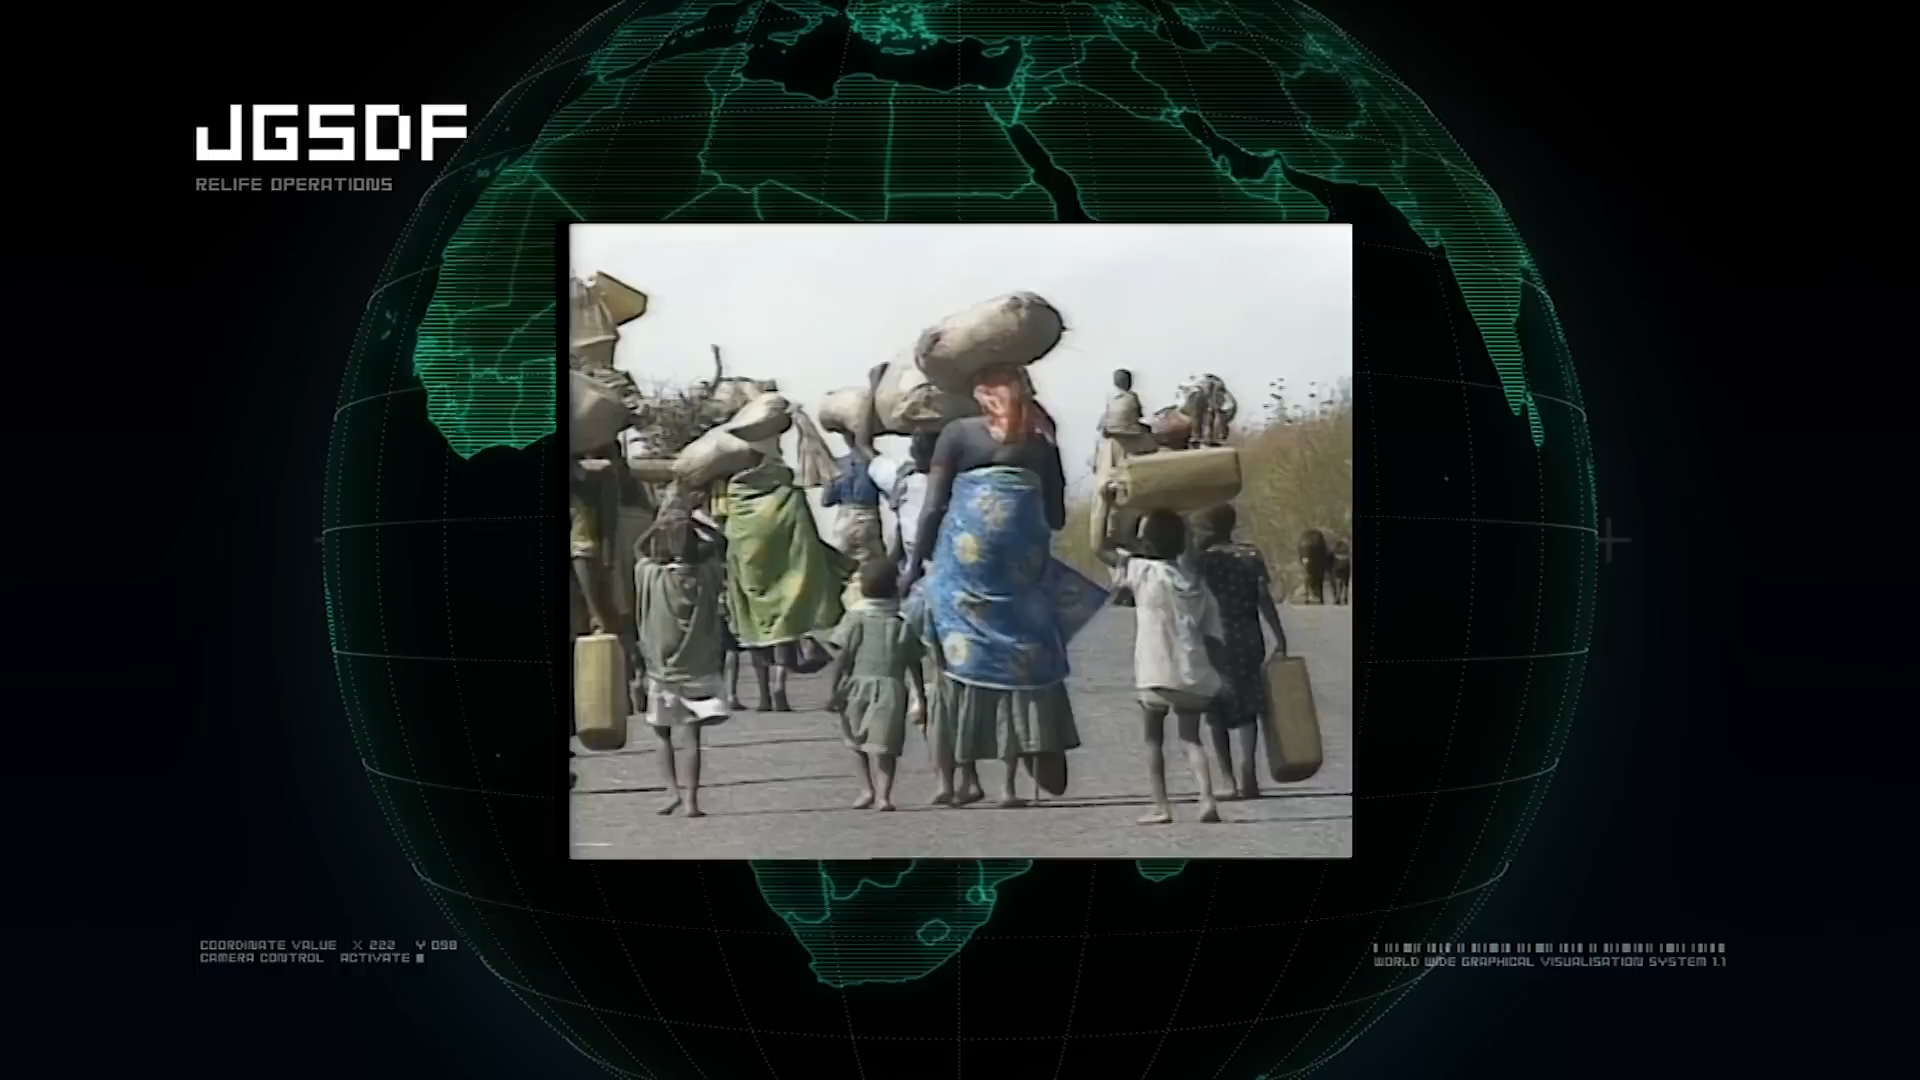 JGSDF
RELIFE OPERATIONS
COORDINATE VALUE X 222 Y 098
CAMERA CONTROL ACTIVATE
WORLD WIDE GRAPHICAL VISUALISATION SYSTEM 1.1